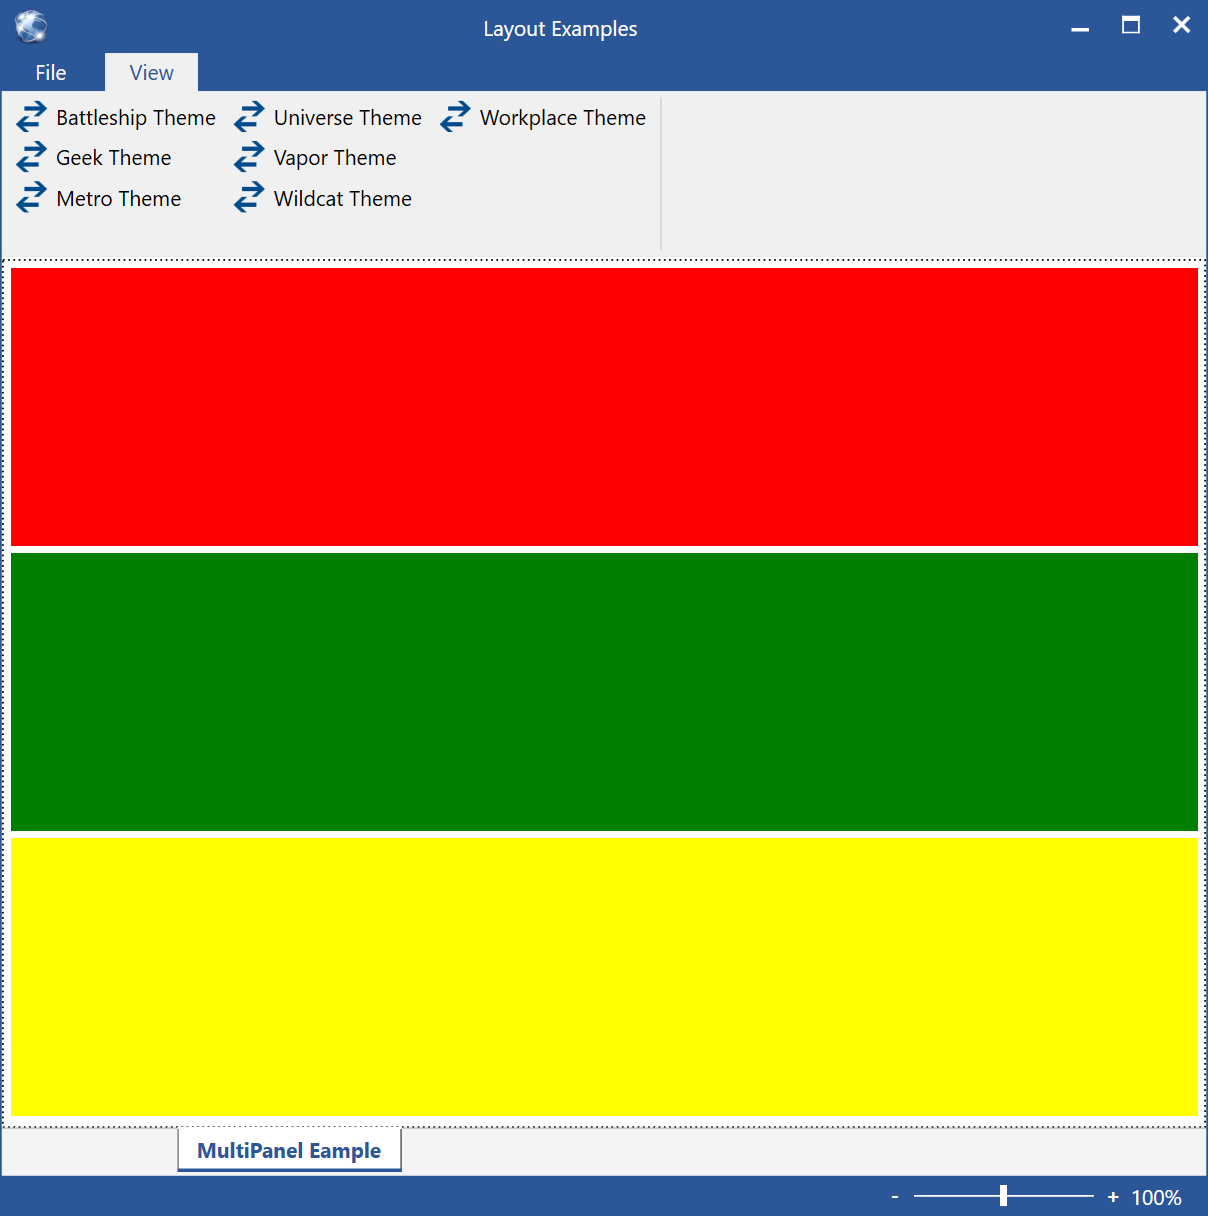 Layout Examples
File View
Battleship Theme Universe Theme Workplace Theme
Geek Theme Vapor Theme
Metro Theme Wildcat Theme
MultiPanel Eample
- + 100%